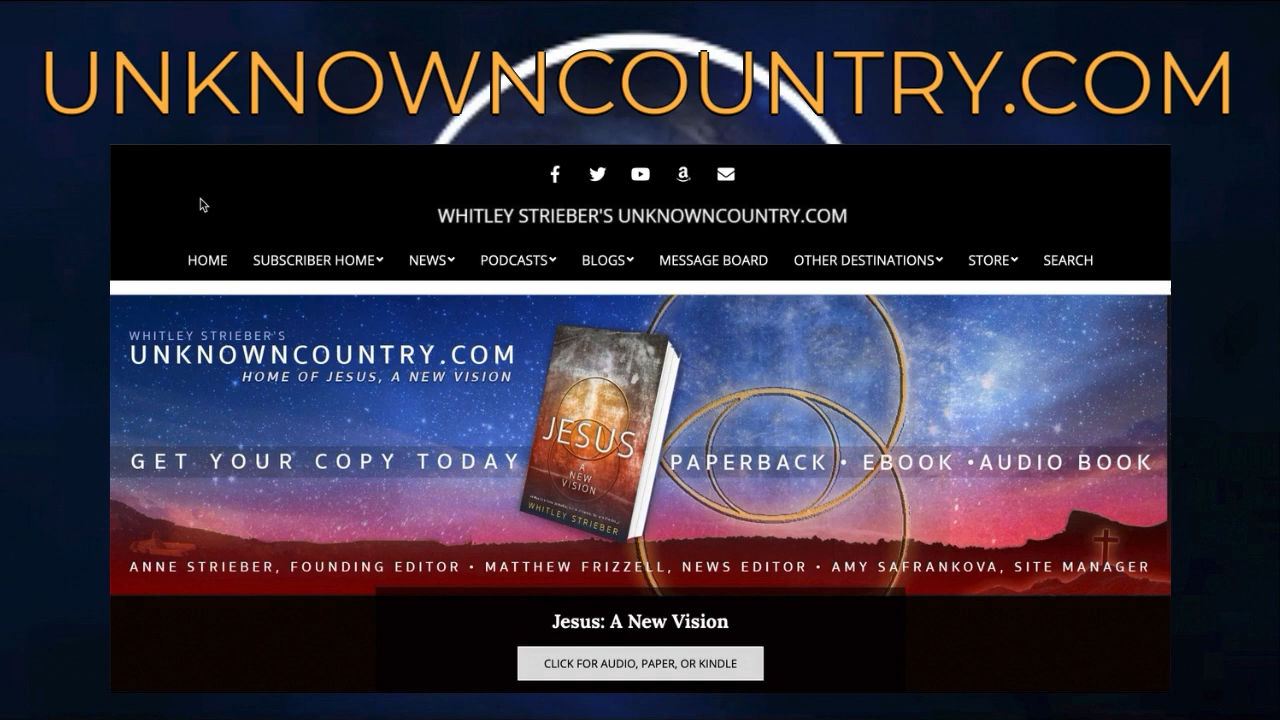 UNKNOWNCOUNTRY.COM
WHITLEY STRIEBER'S UNKNOWNCOUNTRY.COM
HOME SUBSCRIBER HOME NEWS PODCASTS BLOGS MESSAGE BOARD OTHER DESTINATIONS STORE SEARCH
WHITLEY STRIEBER'S
UNKNOWNCOUNTRY.COM
HOME OF JESUS, A NEW VISION
JESUS
A
NEW
VISION
WHITLEY STRIEBER
GET YOUR COPY TODAY PAPERBACK • EBOOK •AUDIO BOOK
ANNE STRIEBER, FOUNDING EDITOR • MATTHEW FRIZZELL, NEWS EDITOR • AMY SAFRANKOVA, SITE MANAGER
Jesus: A New Vision
CLICK FOR AUDIO, PAPER, OR KINDLE